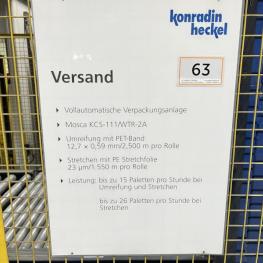 konradin
heckel
63
Versand
▸ Vollautomatische Verpackungsanlage
▸ Mosca KCS-111/WTR-2A
▸ Umreifung mit PET-Band
12,7 × 0,59 mm/2,500 m pro Rolle
▸ Stretchen mit PE Stretchfolie
23 µm/1.550 m pro Rolle
▸ Leistung: bis zu 15 Paletten pro Stunde bei
Umreifung und Stretchen
bis zu 26 Paletten pro Stunde bei
Stretchen